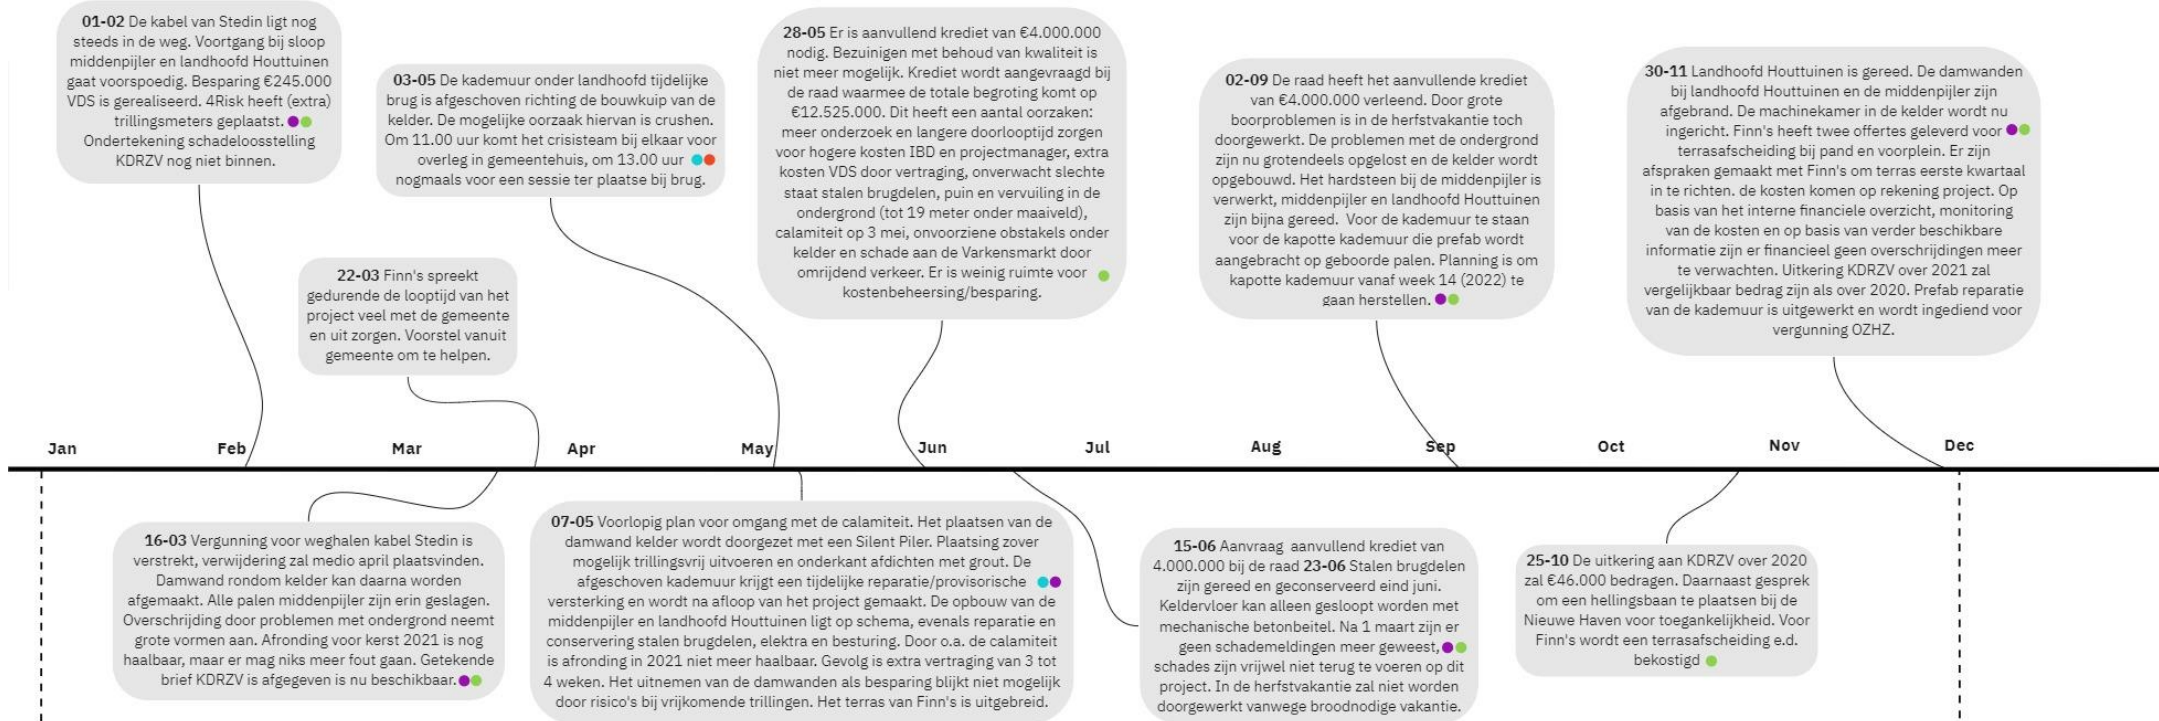 01-02 De kabel van Stedin ligt nog
steeds in de weg. Voortgang bij sloop
middenpijler en landhoofd Houttuinen
gaat voorspoedig. Besparing €245.000
VDS is gerealiseerd. 4Risk heeft (extra)
trillingsmeters geplaatst.
Ondertekening schadeloosstelling
KDRZV nog niet binnen.
22-03 Finn's spreekt
gedurende de looptijd van het
project veel met de gemeente
en uit zorgen. Voorstel vanuit
gemeente om te helpen.
03-05 De kademuur onder landhoofd tijdelijke
brug is afgeschoven richting de bouwkuip van de
kelder. De mogelijke oorzaak hiervan is crushen.
Om 11.00 uur komt het crisisteam bij elkaar voor
overleg in gemeentehuis, om 13.00 uur
nogmaals voor een sessie ter plaatse bij brug.
28-05 Er is aanvullend krediet van €4.000.000
nodig. Bezuinigen met behoud van kwaliteit is
niet meer mogelijk. Krediet wordt aangevraagd bij
de raad waarmee de totale begroting komt op
€12.525.000. Dit heeft een aantal oorzaken:
meer onderzoek en langere doorlooptijd zorgen
voor hogere kosten IBD en projectmanager, extra
kosten VDS door vertraging, onverwacht slechte
staat stalen brugdelen, puin en vervuiling in de
ondergrond (tot 19 meter onder maaiveld),
calamiteit op 3 mei, onvoorziene obstakels onder
kelder en schade aan de Varkensmarkt door
omrijdend verkeer. Er is weinig ruimte voor
kostenbeheersing/besparing.
02-09 De raad heeft het aanvullende krediet
van €4.000.000 verleend. Door grote
boorproblemen is in de herfstvakantie toch
doorgewerkt. De problemen met de ondergrond
zijn nu grotendeels opgelost en de kelder wordt
opgebouwd. Het hardsteen bij de middenpijler is
verwerkt, middenpijler en landhoofd Houttuinen
zijn bijna gereed. Voor de kademuur te staan
voor de kapotte kademuur die prefab wordt
aangebracht op geboorde palen. Planning is om
kapotte kademuur vanaf week 14 (2022) te
gaan herstellen.
30-11 Landhoofd Houttuinen is gereed. De damwanden
bij landhoofd Houttuinen en de middenpijler zijn
afgebrand. De machinekamer in de kelder wordt nu
ingericht. Finn's heeft twee offertes geleverd voor
terrasafscheiding bij pand en voorplein. Er zijn
afspraken gemaakt met Finn's om terras eerste kwartaal
in te richten. de kosten komen op rekening project. Op
basis van het interne financiele overzicht, monitoring
van de kosten en op basis van verder beschikbare
informatie zijn er financieel geen overschrijdingen meer
te verwachten. Uitkering KDRZV over 2021 zal
vergelijkbaar bedrag zijn als over 2020. Prefab reparatie
van de kademuur is uitgewerkt en wordt ingediend voor
vergunning OZHZ.
Jan Feb Mar Apr May Jun Jul Aug Sep Oct Nov Dec
16-03 Vergunning voor weghalen kabel Stedin is
verstrekt, verwijdering zal medio april plaatsvinden.
Damwand rondom kelder kan daarna worden
afgemaakt. Alle palen middenpijler zijn erin geslagen.
Overschrijding door problemen met ondergrond neemt
grote vormen aan. Afronding voor kerst 2021 is nog
haalbaar, maar er mag niks meer fout gaan. Getekende
brief KDRZV is afgegeven is nu beschikbaar.
07-05 Voorlopig plan voor omgang met de calamiteit. Het plaatsen van de
damwand kelder wordt doorgezet met een Silent Piler. Plaatsing zover
mogelijk trillingsvrij uitvoeren en onderkant afdichten met grout. De
afgeschoven kademuur krijgt een tijdelijke reparatie/provisorische
versterking en wordt na afloop van het project gemaakt. De opbouw van de
middenpijler en landhoofd Houttuinen ligt op schema, evenals reparatie en
conservering stalen brugdelen, elektra en besturing. Door o.a. de calamiteit
is afronding in 2021 niet meer haalbaar. Gevolg is extra vertraging van 3 tot
4 weken. Het uitnemen van de damwanden als besparing blijkt niet mogelijk
door risico's bij vrijkomende trillingen. Het terras van Finn's is uitgebreid.
15-06 Aanvraag aanvullend krediet van
4.000.000 bij de raad 23-06 Stalen brugdelen
zijn gereed en geconserveerd eind juni.
Keldervloer kan alleen gesloopt worden met
mechanische betonbeitel. Na 1 maart zijn er
geen schademeldingen meer geweest,
schades zijn vrijwel niet terug te voeren op dit
project. In de herfstvakantie zal niet worden
doorgewerkt vanwege broodnodige vakantie.
25-10 De uitkering aan KDRZV over 2020
zal €46.000 bedragen. Daarnaast gesprek
om een hellingsbaan te plaatsen bij de
Nieuwe Haven voor toegankelijkheid. Voor
Finn's wordt een terrasafscheiding e.d.
bekostigd